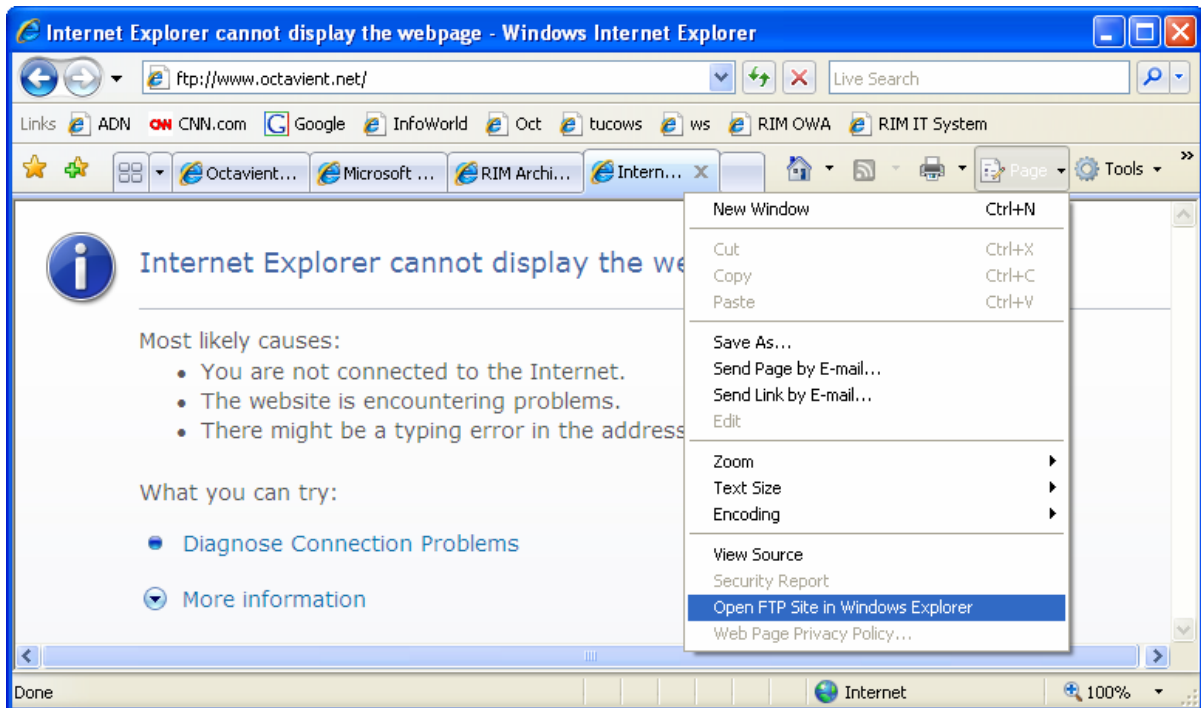 Internet Explorer cannot display the webpage - Windows Internet Explorer
ftp://www.octavient.net/ Live Search
Links ADN CNN.com Google InfoWorld Oct tucows ws RIM OWA RIM IT System
Octavient... Microsoft ... RIM Archi... Intern... Page Tools »
New Window Ctrl+N
Cut Ctrl+X
Copy Ctrl+C
Paste Ctrl+V
Save As...
Send Page by E-mail...
Send Link by E-mail...
Edit
Zoom
Text Size
Encoding
View Source
Security Report
Open FTP Site in Windows Explorer
Web Page Privacy Policy...
Internet Explorer cannot display the we
Most likely causes:
• You are not connected to the Internet.
• The website is encountering problems.
• There might be a typing error in the address
What you can try:
Diagnose Connection Problems
More information
Done Internet 100%